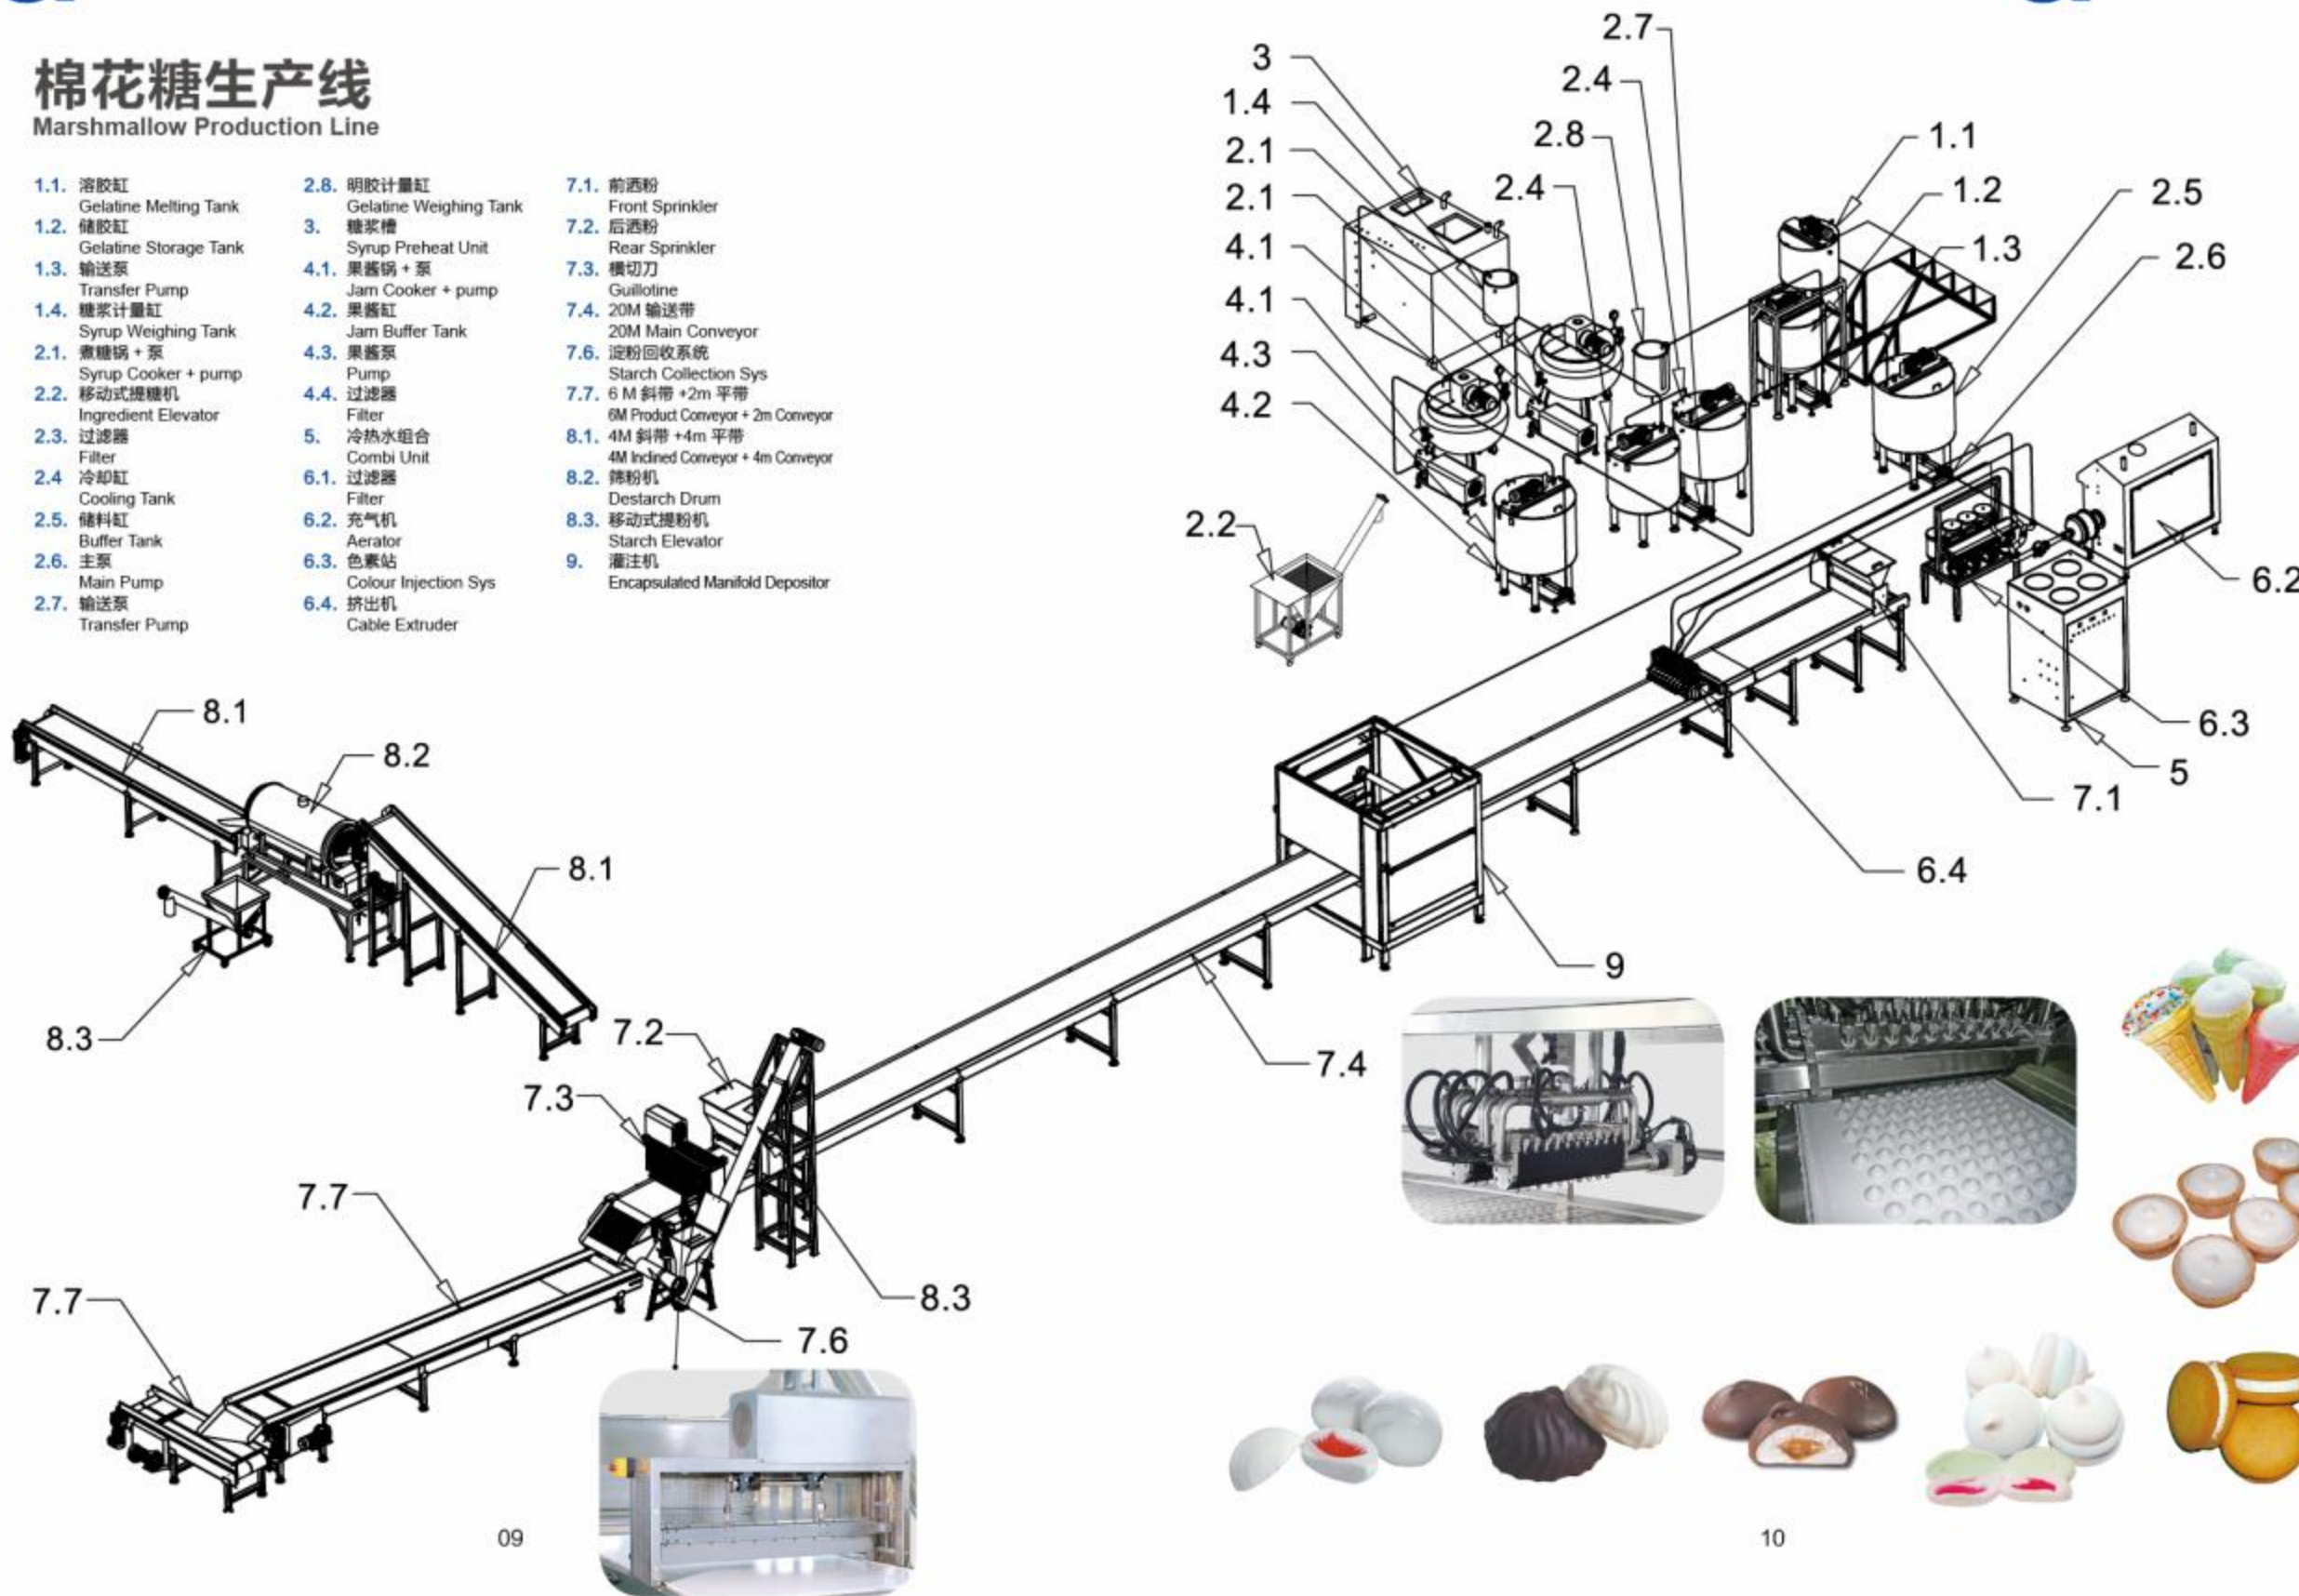 棉花糖生产线
Marshmallow Production Line
1.1. 溶胶缸
Gelatine Melting Tank
1.2. 储胶缸
Gelatine Storage Tank
1.3. 输送泵
Transfer Pump
1.4. 糖浆计量缸
Syrup Weighing Tank
2.1. 煮糖锅 + 泵
Syrup Cooker + pump
2.2. 移动式提糖机
Ingredient Elevator
2.3. 过滤器
Filter
2.4 冷却缸
Cooling Tank
2.5. 储料缸
Buffer Tank
2.6. 主泵
Main Pump
2.7. 输送泵
Transfer Pump
2.8. 明胶计量缸
Gelatine Weighing Tank
3. 糖浆槽
Syrup Preheat Unit
4.1. 果酱锅 + 泵
Jam Cooker + pump
4.2. 果酱缸
Jam Buffer Tank
4.3. 果酱泵
Pump
4.4. 过滤器
Filter
5. 冷热水组合
Combi Unit
6.1. 过滤器
Filter
6.2. 充气机
Aerator
6.3. 色素站
Colour Injection Sys
6.4. 挤出机
Cable Extruder
7.1. 前洒粉
Front Sprinkler
7.2. 后洒粉
Rear Sprinkler
7.3. 横切刀
Guillotine
7.4. 20M 输送带
20M Main Conveyor
7.6. 淀粉回收系统
Starch Collection Sys
7.7. 6 M 斜带 +2m 平带
6M Product Conveyor + 2m Conveyor
8.1. 4M 斜带 +4m 平带
4M Inclined Conveyor + 4m Conveyor
8.2. 筛粉机
Destarch Drum
8.3. 移动式提粉机
Starch Elevator
9. 灌注机
Encapsulated Manifold Depositor
8.1
8.2
8.1
8.3
7.2
7.3
7.7
7.7
8.3
7.6
09
2.7
3
2.4
1.4
2.8
1.1
2.1
2.4
1.2
2.5
2.1
4.1
1.3
2.6
4.1
4.3
4.2
2.2
6.2
6.3
5
7.1
6.4
9
7.4
10